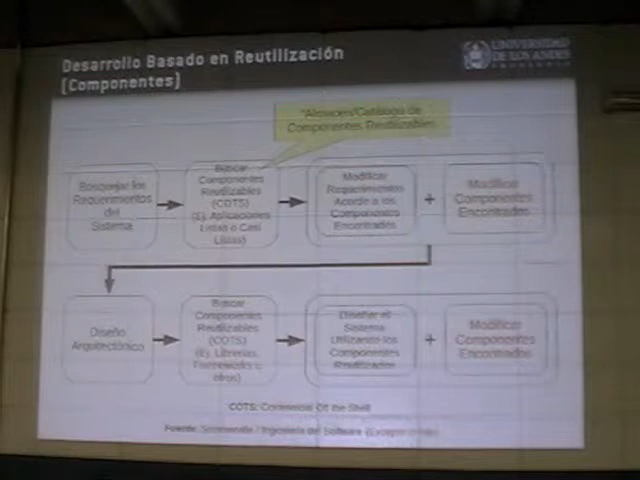 Desarrollo Basado en Reutilización
(Componentes)
UNIVERSIDAD
DE LOS ANDES
"Almacen/Catálogo de
Componentes Reutilizables"
Bosquejar los
Requerimientos
del
Sistema
Buscar
Componentes
Reutilizables
(COTS)
(Ej. Aplicaciones
Listas o Casi
Listas)
Modificar
Requerimientos
Acorde a los
Componentes
Encontrados
+
Modificar
Componentes
Encontrados
Diseño
Arquitectónico
Buscar
Componentes
Reutilizables
(COTS)
(Ej. Librerías,
Frameworks u
otros)
Diseñar el
Sistema
Utilizando los
Componentes
Reutilizados
+
Modificar
Componentes
Encontrados
COTS: Commercial Off the Shelf
Fuente: Sommerville / Ingeniería del Software